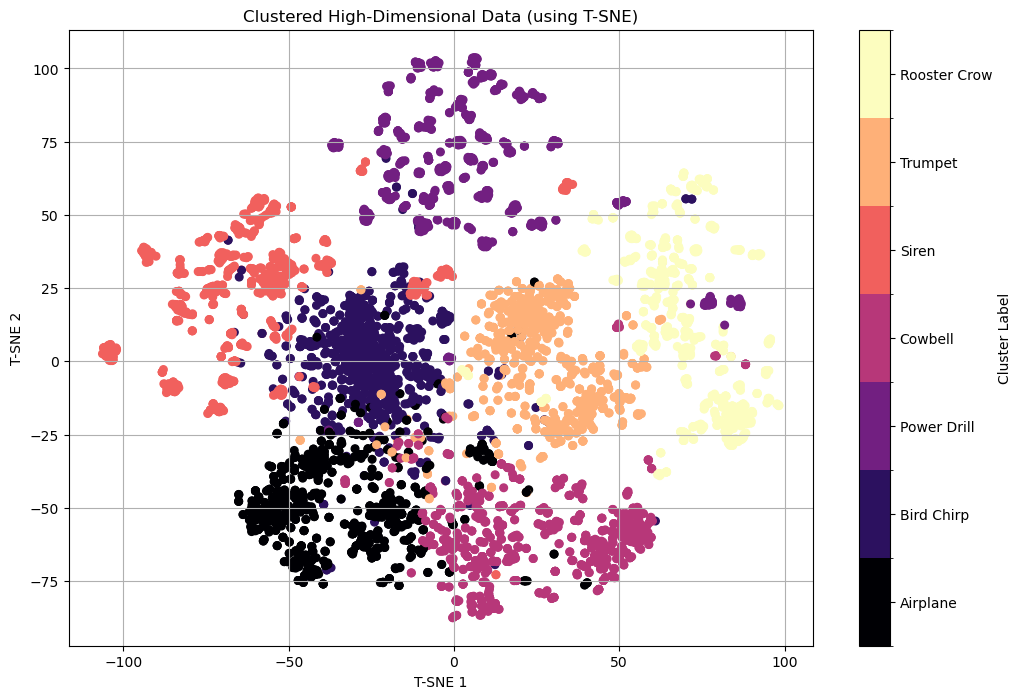 Clustered High-Dimensional Data (using T-SNE)
T-SNE 2
100
75
50
25
0
−25
−50
−75
−100
−50
0
50
100
T-SNE 1
Rooster Crow
Trumpet
Siren
Cowbell
Power Drill
Bird Chirp
Airplane
Cluster Label